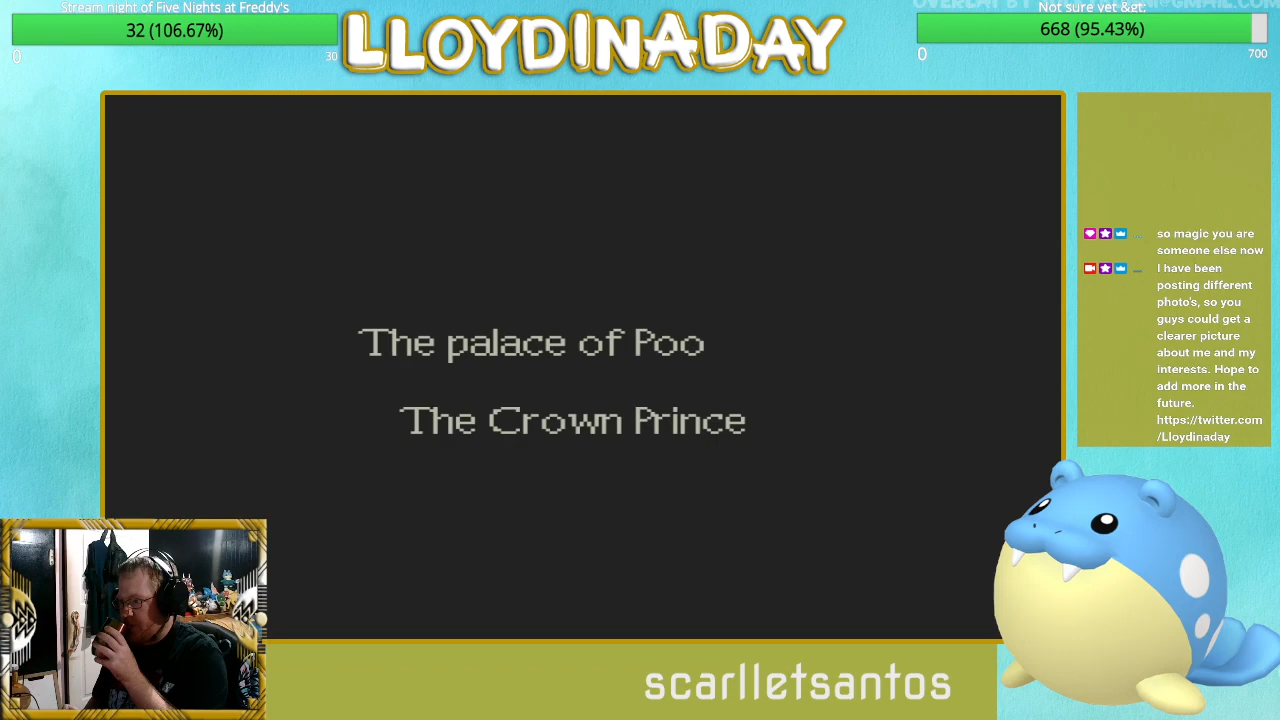 Stream night of Five Nights at Freddy's
32 (106.67%)
0
30
LLOYDINADAY
Not sure yet &gt;
668 (95.43%)
0
700
The palace of Poo
The Crown Prince
so magic you are
someone else now
I have been
posting different
photo's, so you
guys could get a
clearer picture
about me and my
interests. Hope to
add more in the
future.
https://twitter.com
/Lloydinaday
scarlletsantos